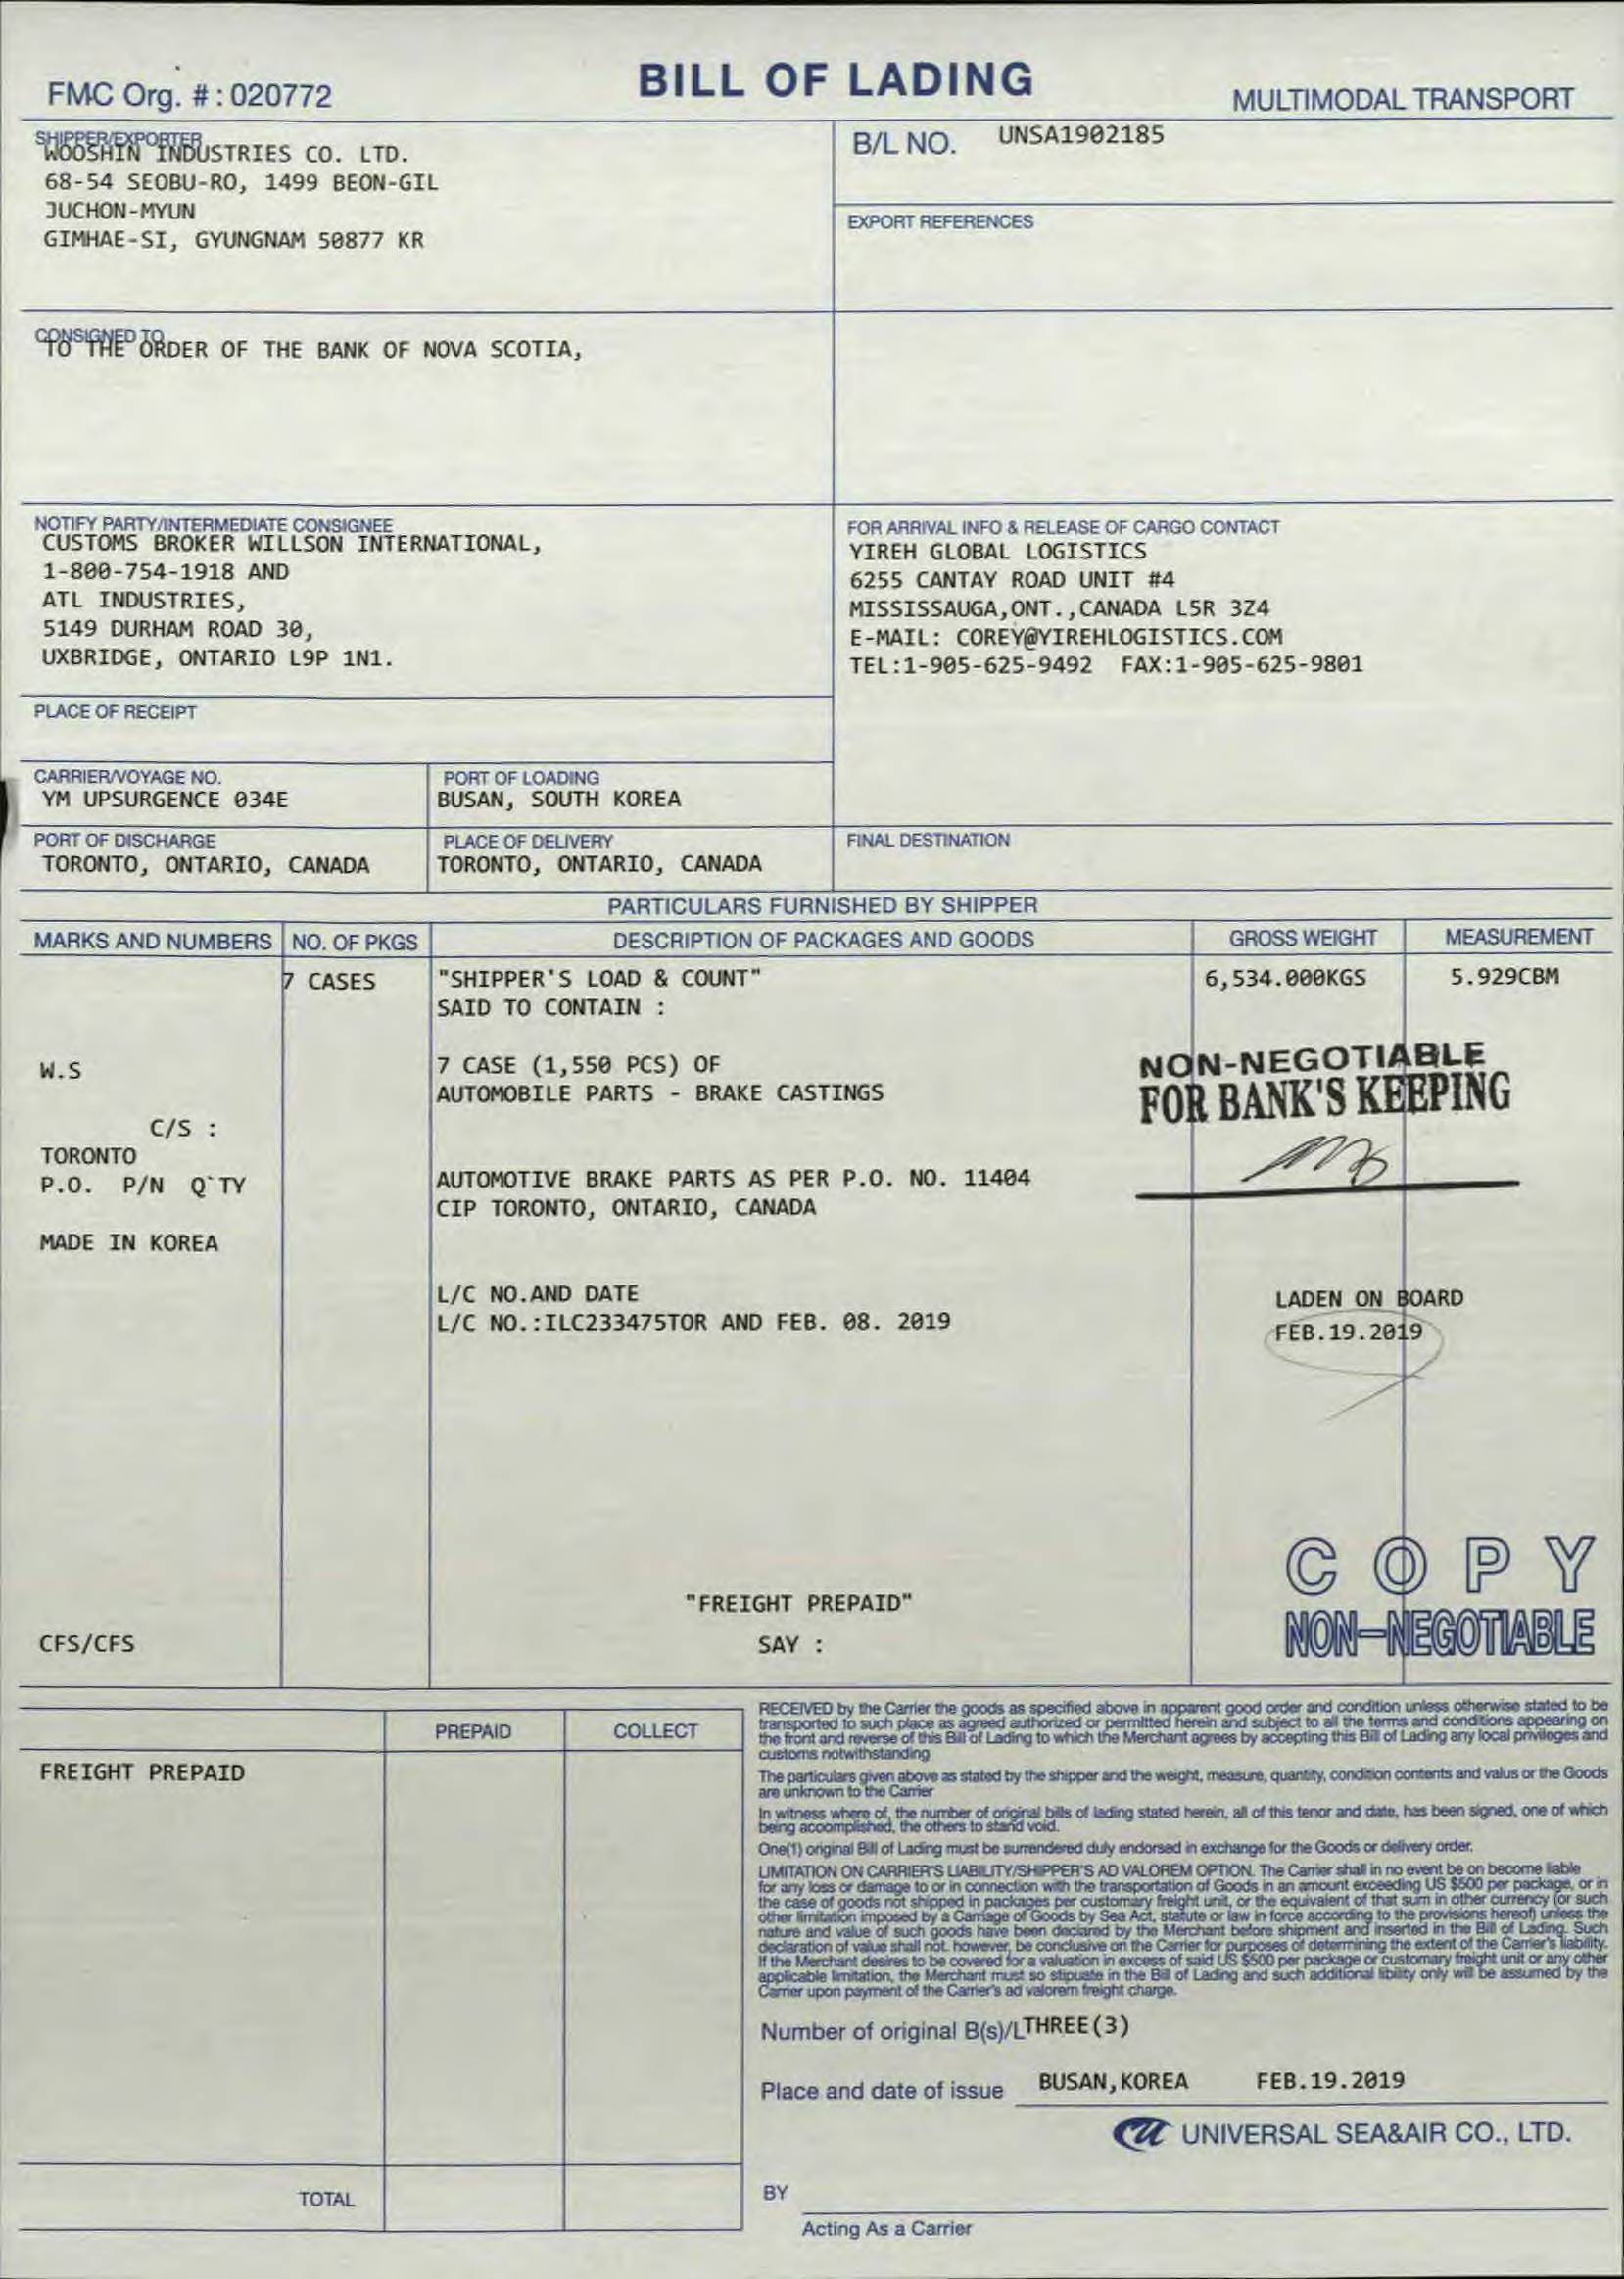 FMC Org. # : 020772
BILL OF LADING
MULTIMODAL TRANSPORT
SHIPPER/EXPORTER
WOOSHIN INDUSTRIES CO. LTD.
68-54 SEOBU-RO, 1499 BEON-GIL
JUCHON-MYUN
GIMHAE-SI, GYUNGNAM 50877 KR
B/L NO. UNSA1902185
EXPORT REFERENCES
CONSIGNED TO
TO THE ORDER OF THE BANK OF NOVA SCOTIA,
NOTIFY PARTY/INTERMEDIATE CONSIGNEE
CUSTOMS BROKER WILLSON INTERNATIONAL,
1-800-754-1918 AND
ATL INDUSTRIES,
5149 DURHAM ROAD 30,
UXBRIDGE, ONTARIO L9P 1N1.
FOR ARRIVAL INFO & RELEASE OF CARGO CONTACT
YIREH GLOBAL LOGISTICS
6255 CANTAY ROAD UNIT #4
MISSISSAUGA,ONT.,CANADA L5R 3Z4
E-MAIL: COREY@YIREHLOGISTICS.COM
TEL:1-905-625-9492 FAX:1-905-625-9801
PLACE OF RECEIPT
CARRIER/VOYAGE NO.
YM UPSURGENCE 034E
PORT OF LOADING
BUSAN, SOUTH KOREA
PORT OF DISCHARGE
TORONTO, ONTARIO, CANADA
PLACE OF DELIVERY
TORONTO, ONTARIO, CANADA
FINAL DESTINATION
PARTICULARS FURNISHED BY SHIPPER
MARKS AND NUMBERS NO. OF PKGS DESCRIPTION OF PACKAGES AND GOODS GROSS WEIGHT MEASUREMENT
7 CASES "SHIPPER'S LOAD & COUNT" 6,534.000KGS 5.929CBM
SAID TO CONTAIN :
W.S 7 CASE (1,550 PCS) OF
AUTOMOBILE PARTS - BRAKE CASTINGS
NON-NEGOTIABLE
FOR BANK'S KEEPING
C/S :
TORONTO
P.O. P/N Q`TY
MADE IN KOREA
AUTOMOTIVE BRAKE PARTS AS PER P.O. NO. 11404
CIP TORONTO, ONTARIO, CANADA
L/C NO.AND DATE
L/C NO.:ILC233475TOR AND FEB. 08. 2019
LADEN ON BOARD
FEB.19.2019
COPY
NON-NEGOTIABLE
"FREIGHT PREPAID"
CFS/CFS SAY :
PREPAID COLLECT
FREIGHT PREPAID
TOTAL
RECEIVED by the Carrier the goods as specified above in apparent good order and condition unless otherwise stated to be
transported to such place as agreed authorized or permitted herein and subject to all the terms and conditions appearing on
the front and reverse of this Bill of Lading to which the Merchant agrees by accepting this Bill of Lading any local privileges and
customs notwithstanding
The particulars given above as stated by the shipper and the weight, measure, quantity, condition contents and valus or the Goods
are unknown to the Carrier
In witness where of, the number of original bills of lading stated herein, all of this tenor and date, has been signed, one of which
being acoomplished, the others to stand void.
One(1) original Bill of Lading must be surrendered duly endorsed in exchange for the Goods or delivery order.
LIMITATION ON CARRIER'S LIABILITY/SHIPPER'S AD VALOREM OPTION. The Carrier shall in no event be on become liable
for any loss or damage to or in connection with the transportation of Goods in an amount exceeding US $500 per package, or in
the case of goods not shipped in packages per customary freight unit, or the equivalent of that sum in other currency (or such
other limitation imposed by a Carriage of Goods by Sea Act, statute or law in force according to the provisions hereof) unless the
nature and value of such goods have been declared by the Merchant before shipment and inserted in the Bill of Lading. Such
declaration of value shall not. however, be conclusive on the Carrier for purposes of determining the extent of the Carrier's liability.
If the Merchant desires to be covered for a valuation in excess of said US $500 per package or customary freight unit or any other
applicable limitation, the Merchant must so stipuate in the Bill of Lading and such additional libility only will be assumed by the
Carrier upon payment of the Carrier's ad valorem freight charge.
Number of original B(s)/L THREE(3)
Place and date of issue BUSAN,KOREA FEB.19.2019
UNIVERSAL SEA&AIR CO., LTD.
BY
Acting As a Carrier